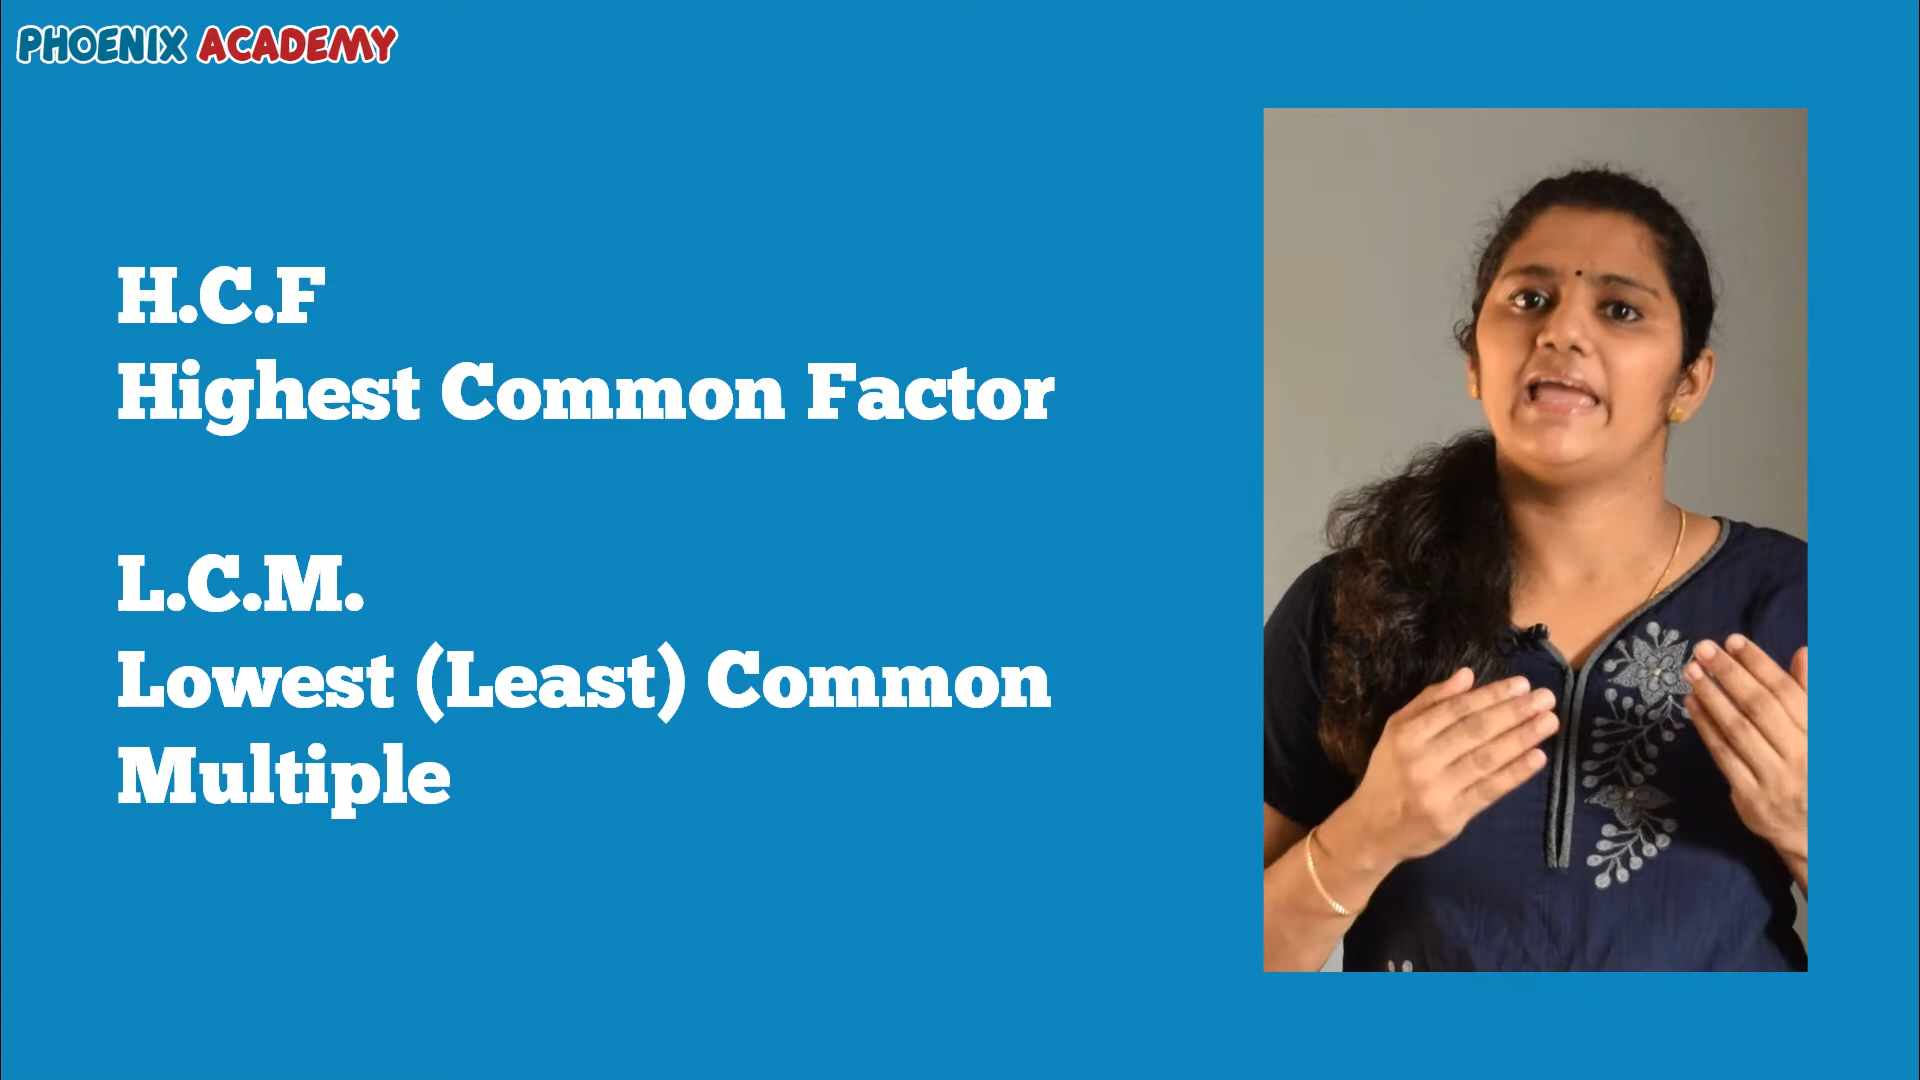 PHOENIX ACADEMY
H.C.F
Highest Common Factor
L.C.M.
Lowest (Least) Common
Multiple